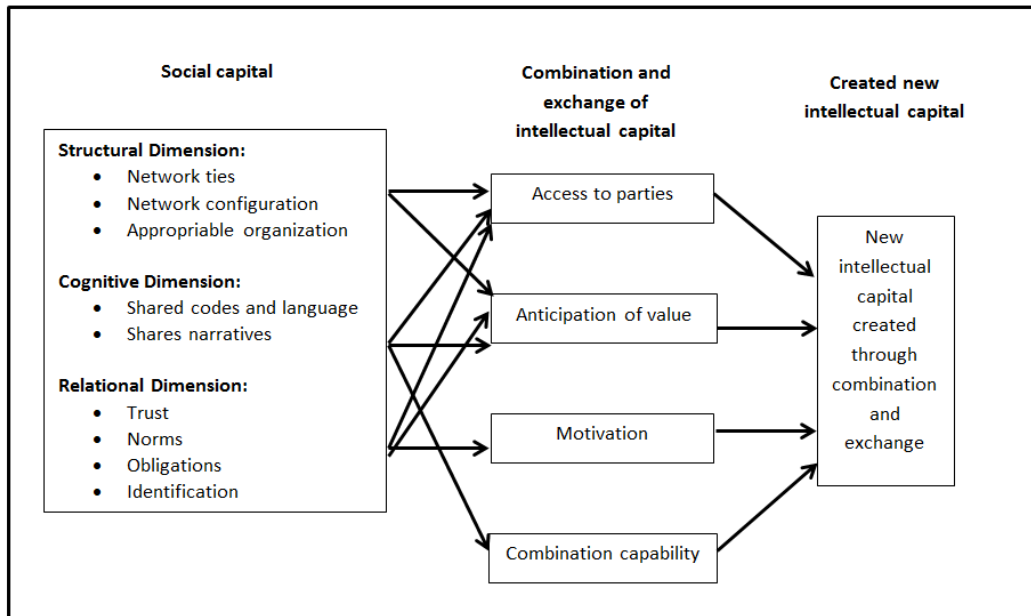 Social capital
Combination and
exchange of
intellectual capital
Created new
intellectual capital
Structural Dimension:
• Network ties
• Network configuration
• Appropriable organization
Cognitive Dimension:
• Shared codes and language
• Shares narratives
Relational Dimension:
• Trust
• Norms
• Obligations
• Identification
Access to parties
Anticipation of value
Motivation
Combination capability
New
intellectual
capital
created
through
combination
and
exchange